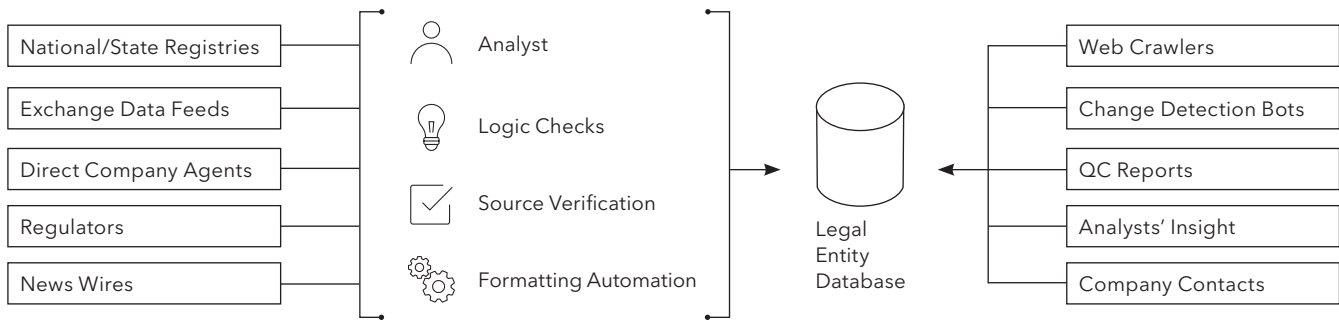 National/State Registries
Exchange Data Feeds
Direct Company Agents
Regulators
News Wires
Analyst
Logic Checks
Source Verification
Formatting Automation
Legal
Entity
Database
Web Crawlers
Change Detection Bots
QC Reports
Analysts’ Insight
Company Contacts